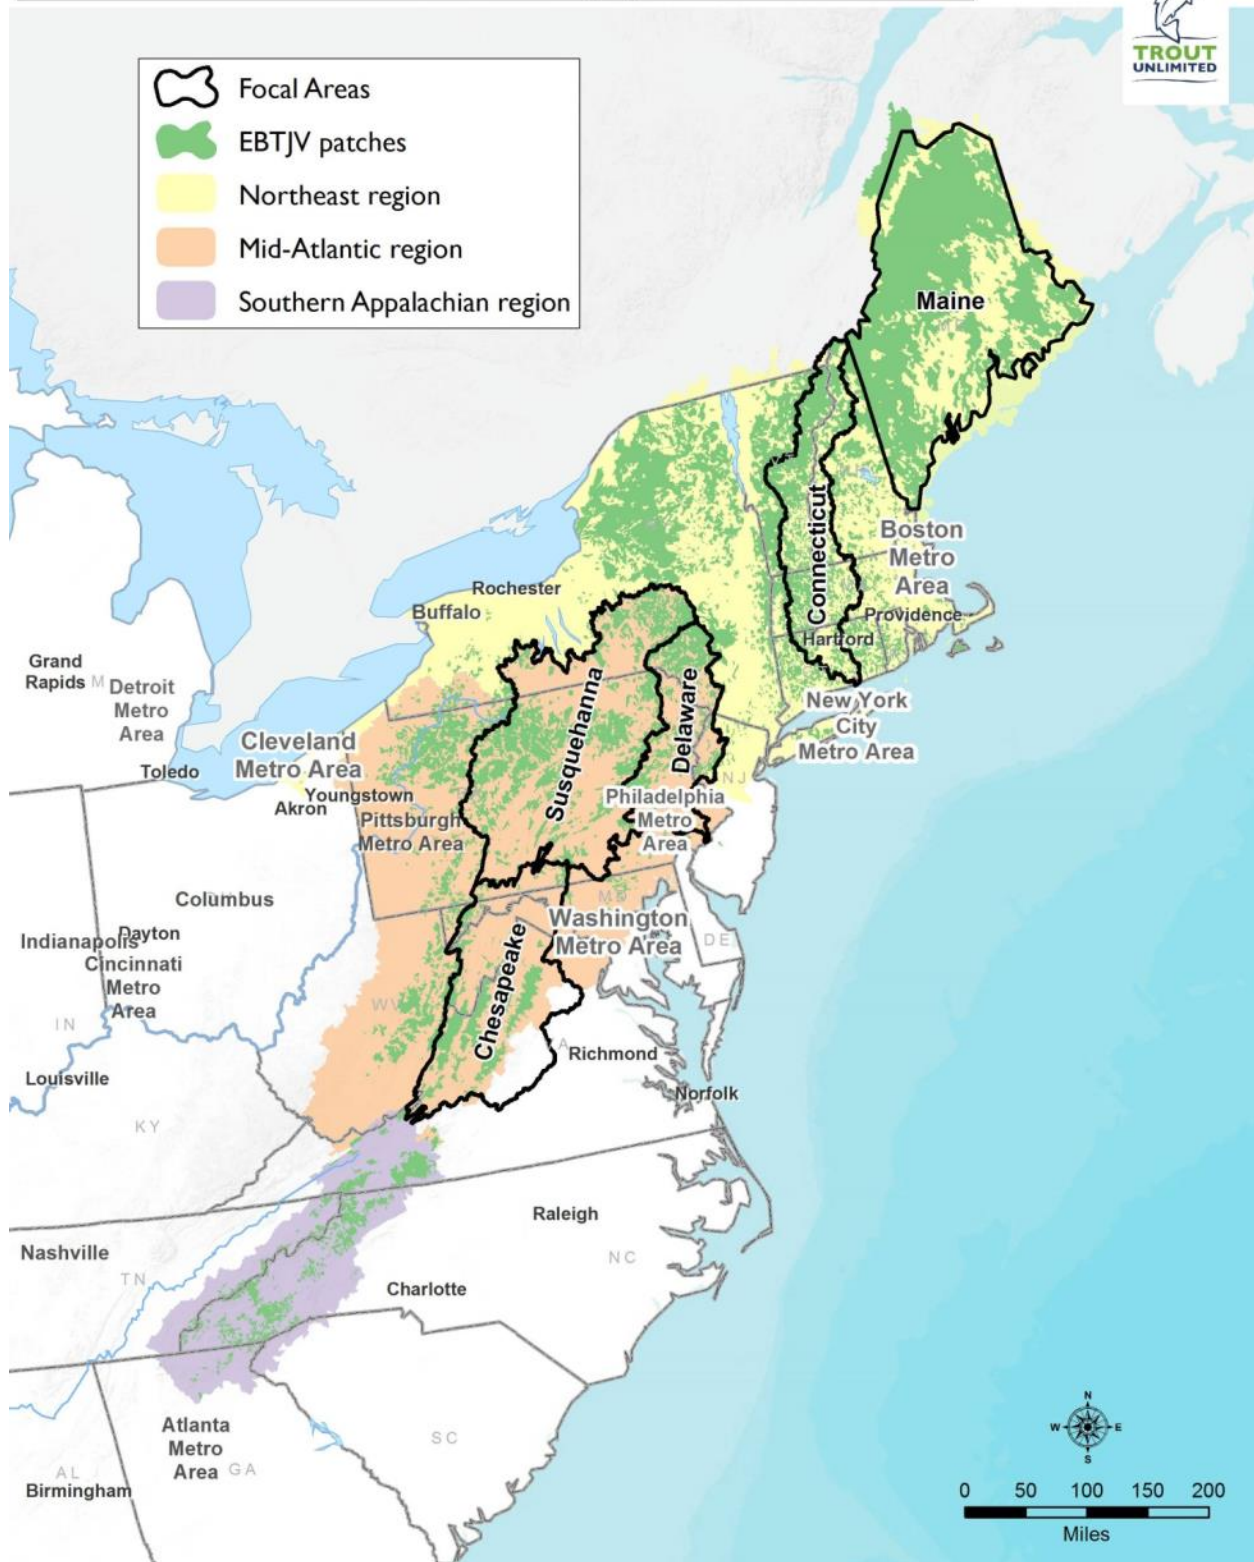 TROUT
UNLIMITED
Focal Areas
EBTJV patches
Northeast region
Mid-Atlantic region
Southern Appalachian region
Maine
Connecticut
Boston
Metro
Area
Rochester
Buffalo
Providence
Hartford
Grand
Rapids
M
Detroit
Metro
Area
Susquehanna
Delaware
New York
City
Metro Area
Cleveland
Metro Area
Toledo
Akron
Youngstown
Pittsburgh
Metro Area
NJ
Philadelphia
Metro
Area
Columbus
Washington
Metro Area
DE
Indianapolis
Dayton
Cincinnati
Metro
Area
Chesapeake
WV
IN
Richmond
Louisville
Norfolk
KY
Raleigh
Nashville
NC
TN
Charlotte
Atlanta
Metro
Area
GA
SC
AL
Birmingham
N
W
E
S
0 50 100 150 200
Miles